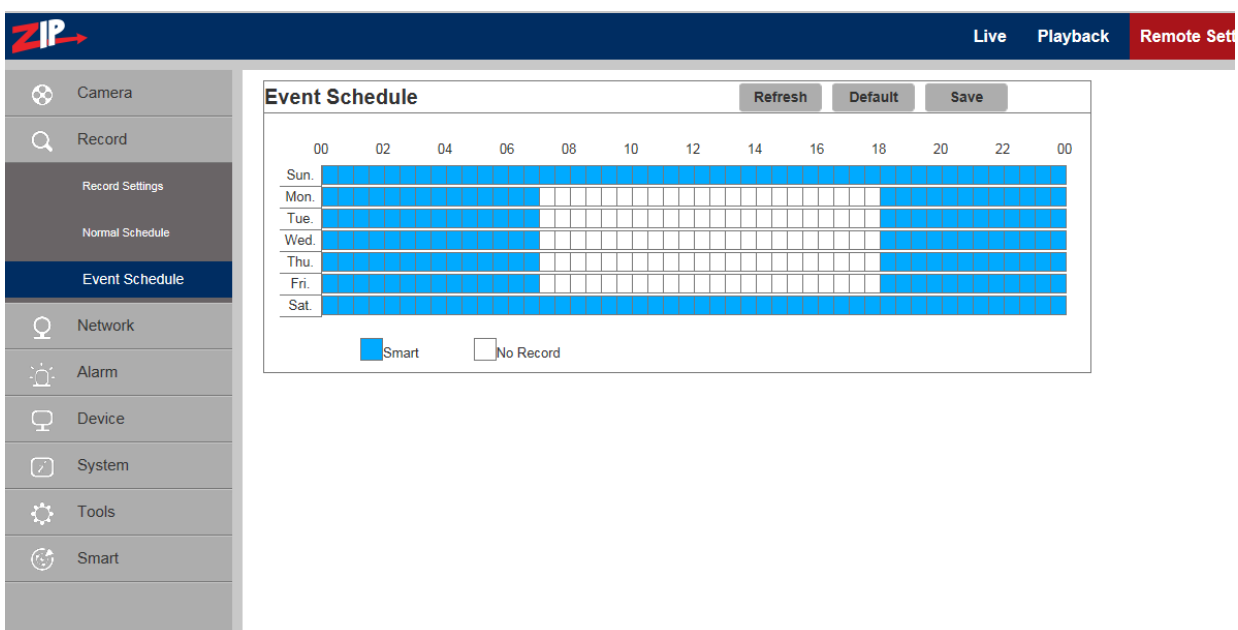 ZIP
Live Playback Remote Sett
Camera
Record
Record Settings
Normal Schedule
Event Schedule
Network
Alarm
Device
System
Tools
Smart
Event Schedule Refresh Default Save
00 02 04 06 08 10 12 14 16 18 20 22 00
Sun.
Mon.
Tue.
Wed.
Thu.
Fri.
Sat.
Smart No Record